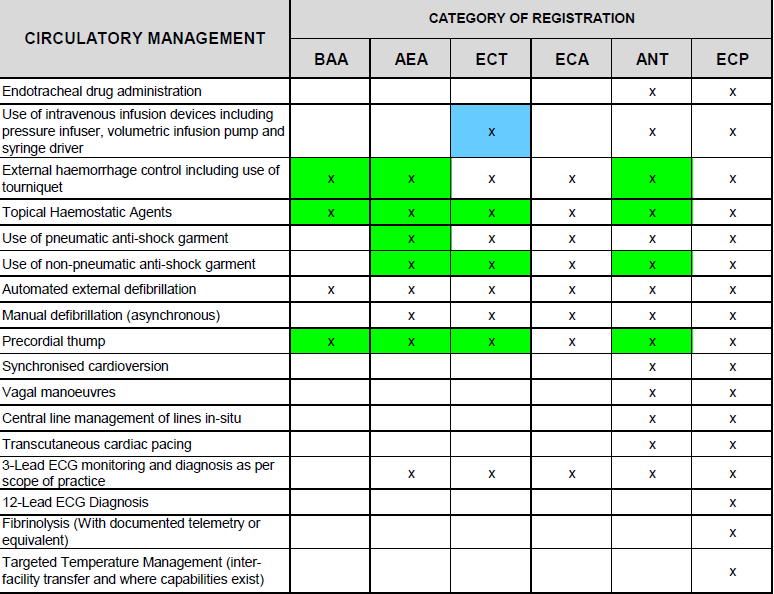 CATEGORY OF REGISTRATION
CIRCULATORY MANAGEMENT
BAA AEA ECT ECA ANT ECP
Endotracheal drug administration x x
Use of intravenous infusion devices including
pressure infuser, volumetric infusion pump and x x x
syringe driver
External haemorrhage control including use of
tourniquet x x x x x x
Topical Haemostatic Agents x x x x x x
Use of pneumatic anti-shock garment x x x x x
Use of non-pneumatic anti-shock garment x x x x x
Automated external defibrillation x x x x x x
Manual defibrillation (asynchronous) x x x x x
Precordial thump x x x x x x
Synchronised cardioversion x x
Vagal manoeuvres x x
Central line management of lines in-situ x x
Transcutaneous cardiac pacing x x
3-Lead ECG monitoring and diagnosis as per
scope of practice x x x x x
12-Lead ECG Diagnosis x
Fibrinolysis (With documented telemetry or
equivalent) x
Targeted Temperature Management (inter-
facility transfer and where capabilities exist) x